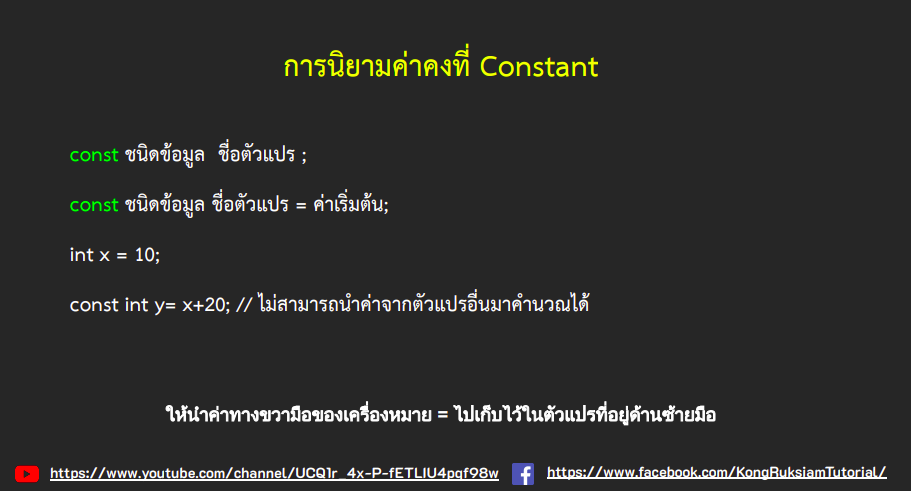 การนิยามค่าคงที่ Constant
const ชนิดข้อมูล ชื่อตัวแปร ;
const ชนิดข้อมูล ชื่อตัวแปร = ค่าเริ่มต้น;
int x = 10;
const int y= x+20; // ไม่สามารถนำค่าจากตัวแปรอื่นมาคำนวณได้
ให้นำค่าทางขวามือของเครื่องหมาย = ไปเก็บไว้ในตัวแปรที่อยู่ด้านซ้ายมือ
https://www.youtube.com/channel/UCQ1r_4x-P-fETLIU4pqf98w https://www.facebook.com/KongRuksiamTutorial/